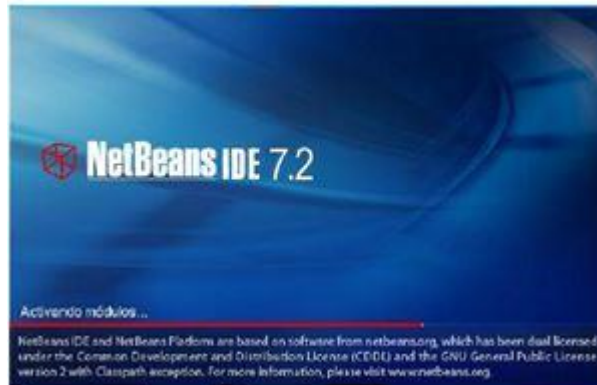 NetBeans IDE 7.2
Activando módulos...
NetBeans IDE and NetBeans Platform are based on software from netbeans.org, which has been dual licensed
under the Common Development and Distribution License (CDDL) and the GNU General Public License
version 2 with Classpath exception. For more information, please visit www.netbeans.org.